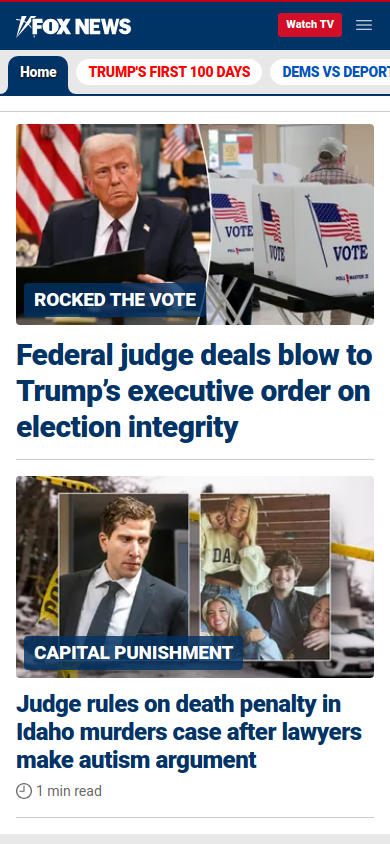 FOX NEWS
Watch TV
Home
TRUMP'S FIRST 100 DAYS
DEMS VS DEPORT
VOTE
VOTE
VOTE
ROCKED THE VOTE
Federal judge deals blow to
Trump's executive order on
election integrity
DA
CAPITAL PUNISHMENT
Judge rules on death penalty in
Idaho murders case after lawyers
make autism argument
1 min read